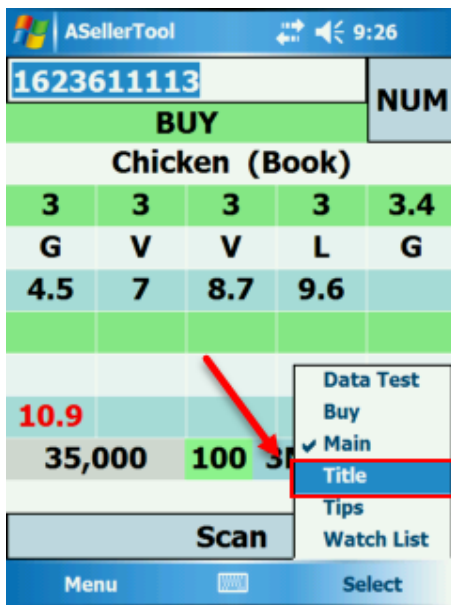 ASellerTool 9:26
1623611113
NUM
BUY
Chicken (Book)
3 3 3 3 3.4
G V V L G
4.5 7 8.7 9.6
10.9
35,000 100
Data Test
Buy
Main
Title
Tips
Watch List
Scan
Menu Select